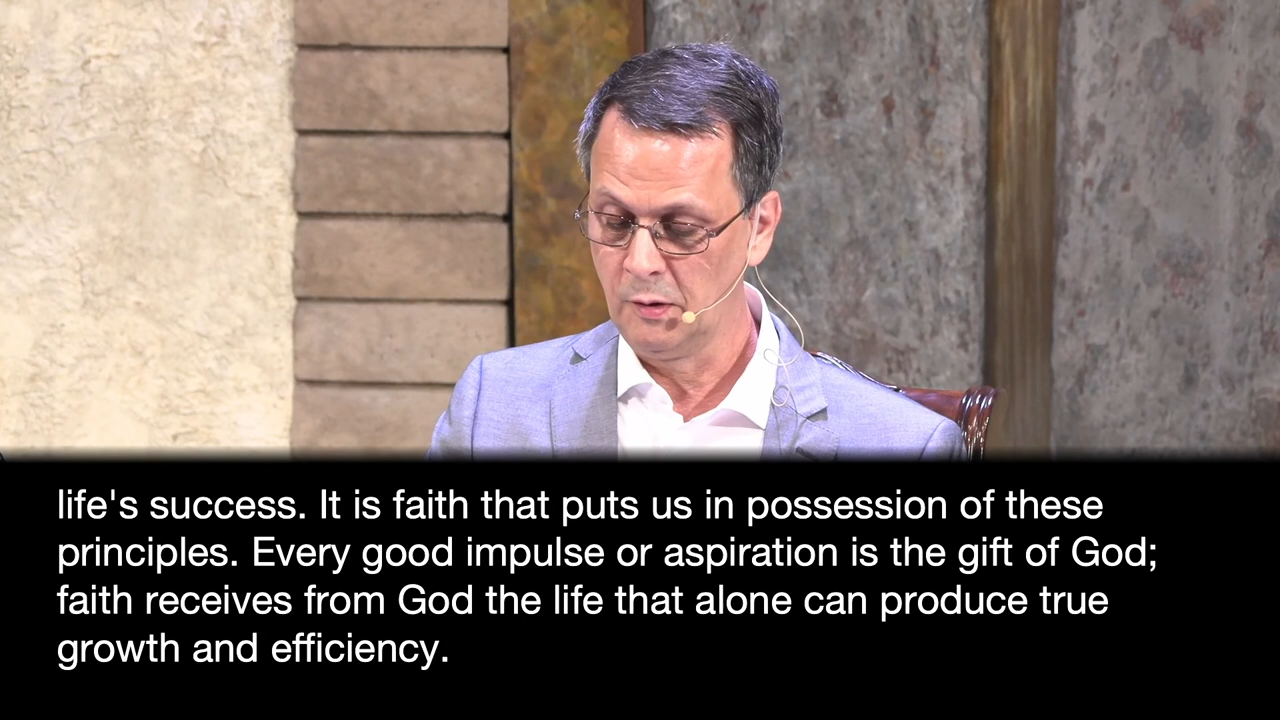 life's success. It is faith that puts us in possession of these
principles. Every good impulse or aspiration is the gift of God;
faith receives from God the life that alone can produce true
growth and efficiency.